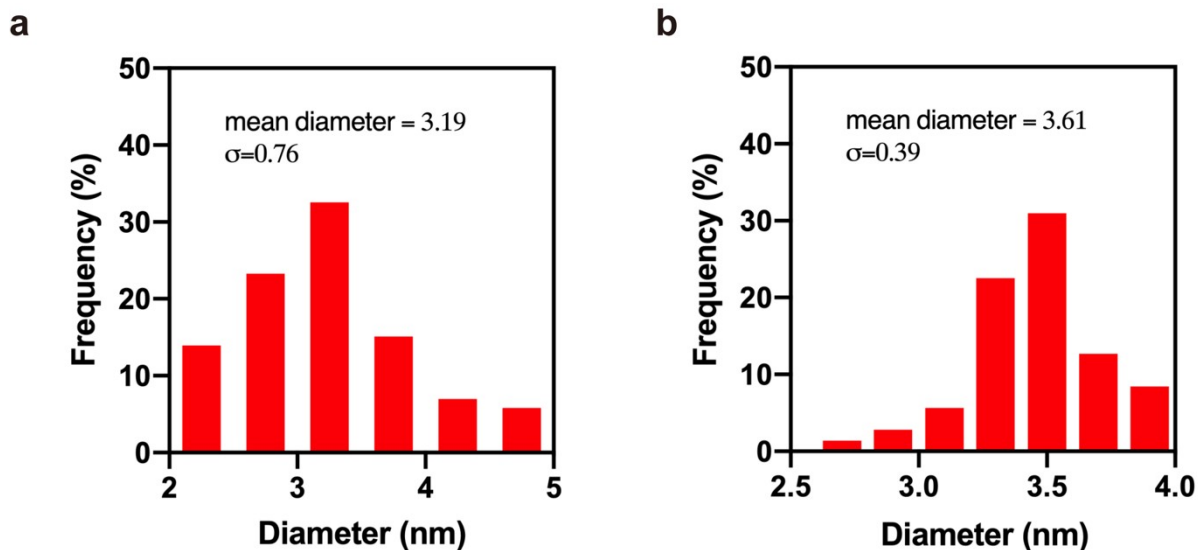 a
50
40
30
20
10
0
Frequency (%)
mean diameter = 3.19
σ=0.76
2 3 4 5
Diameter (nm)
b
50
40
30
20
10
0
Frequency (%)
mean diameter = 3.61
σ=0.39
2.5 3.0 3.5 4.0
Diameter (nm)